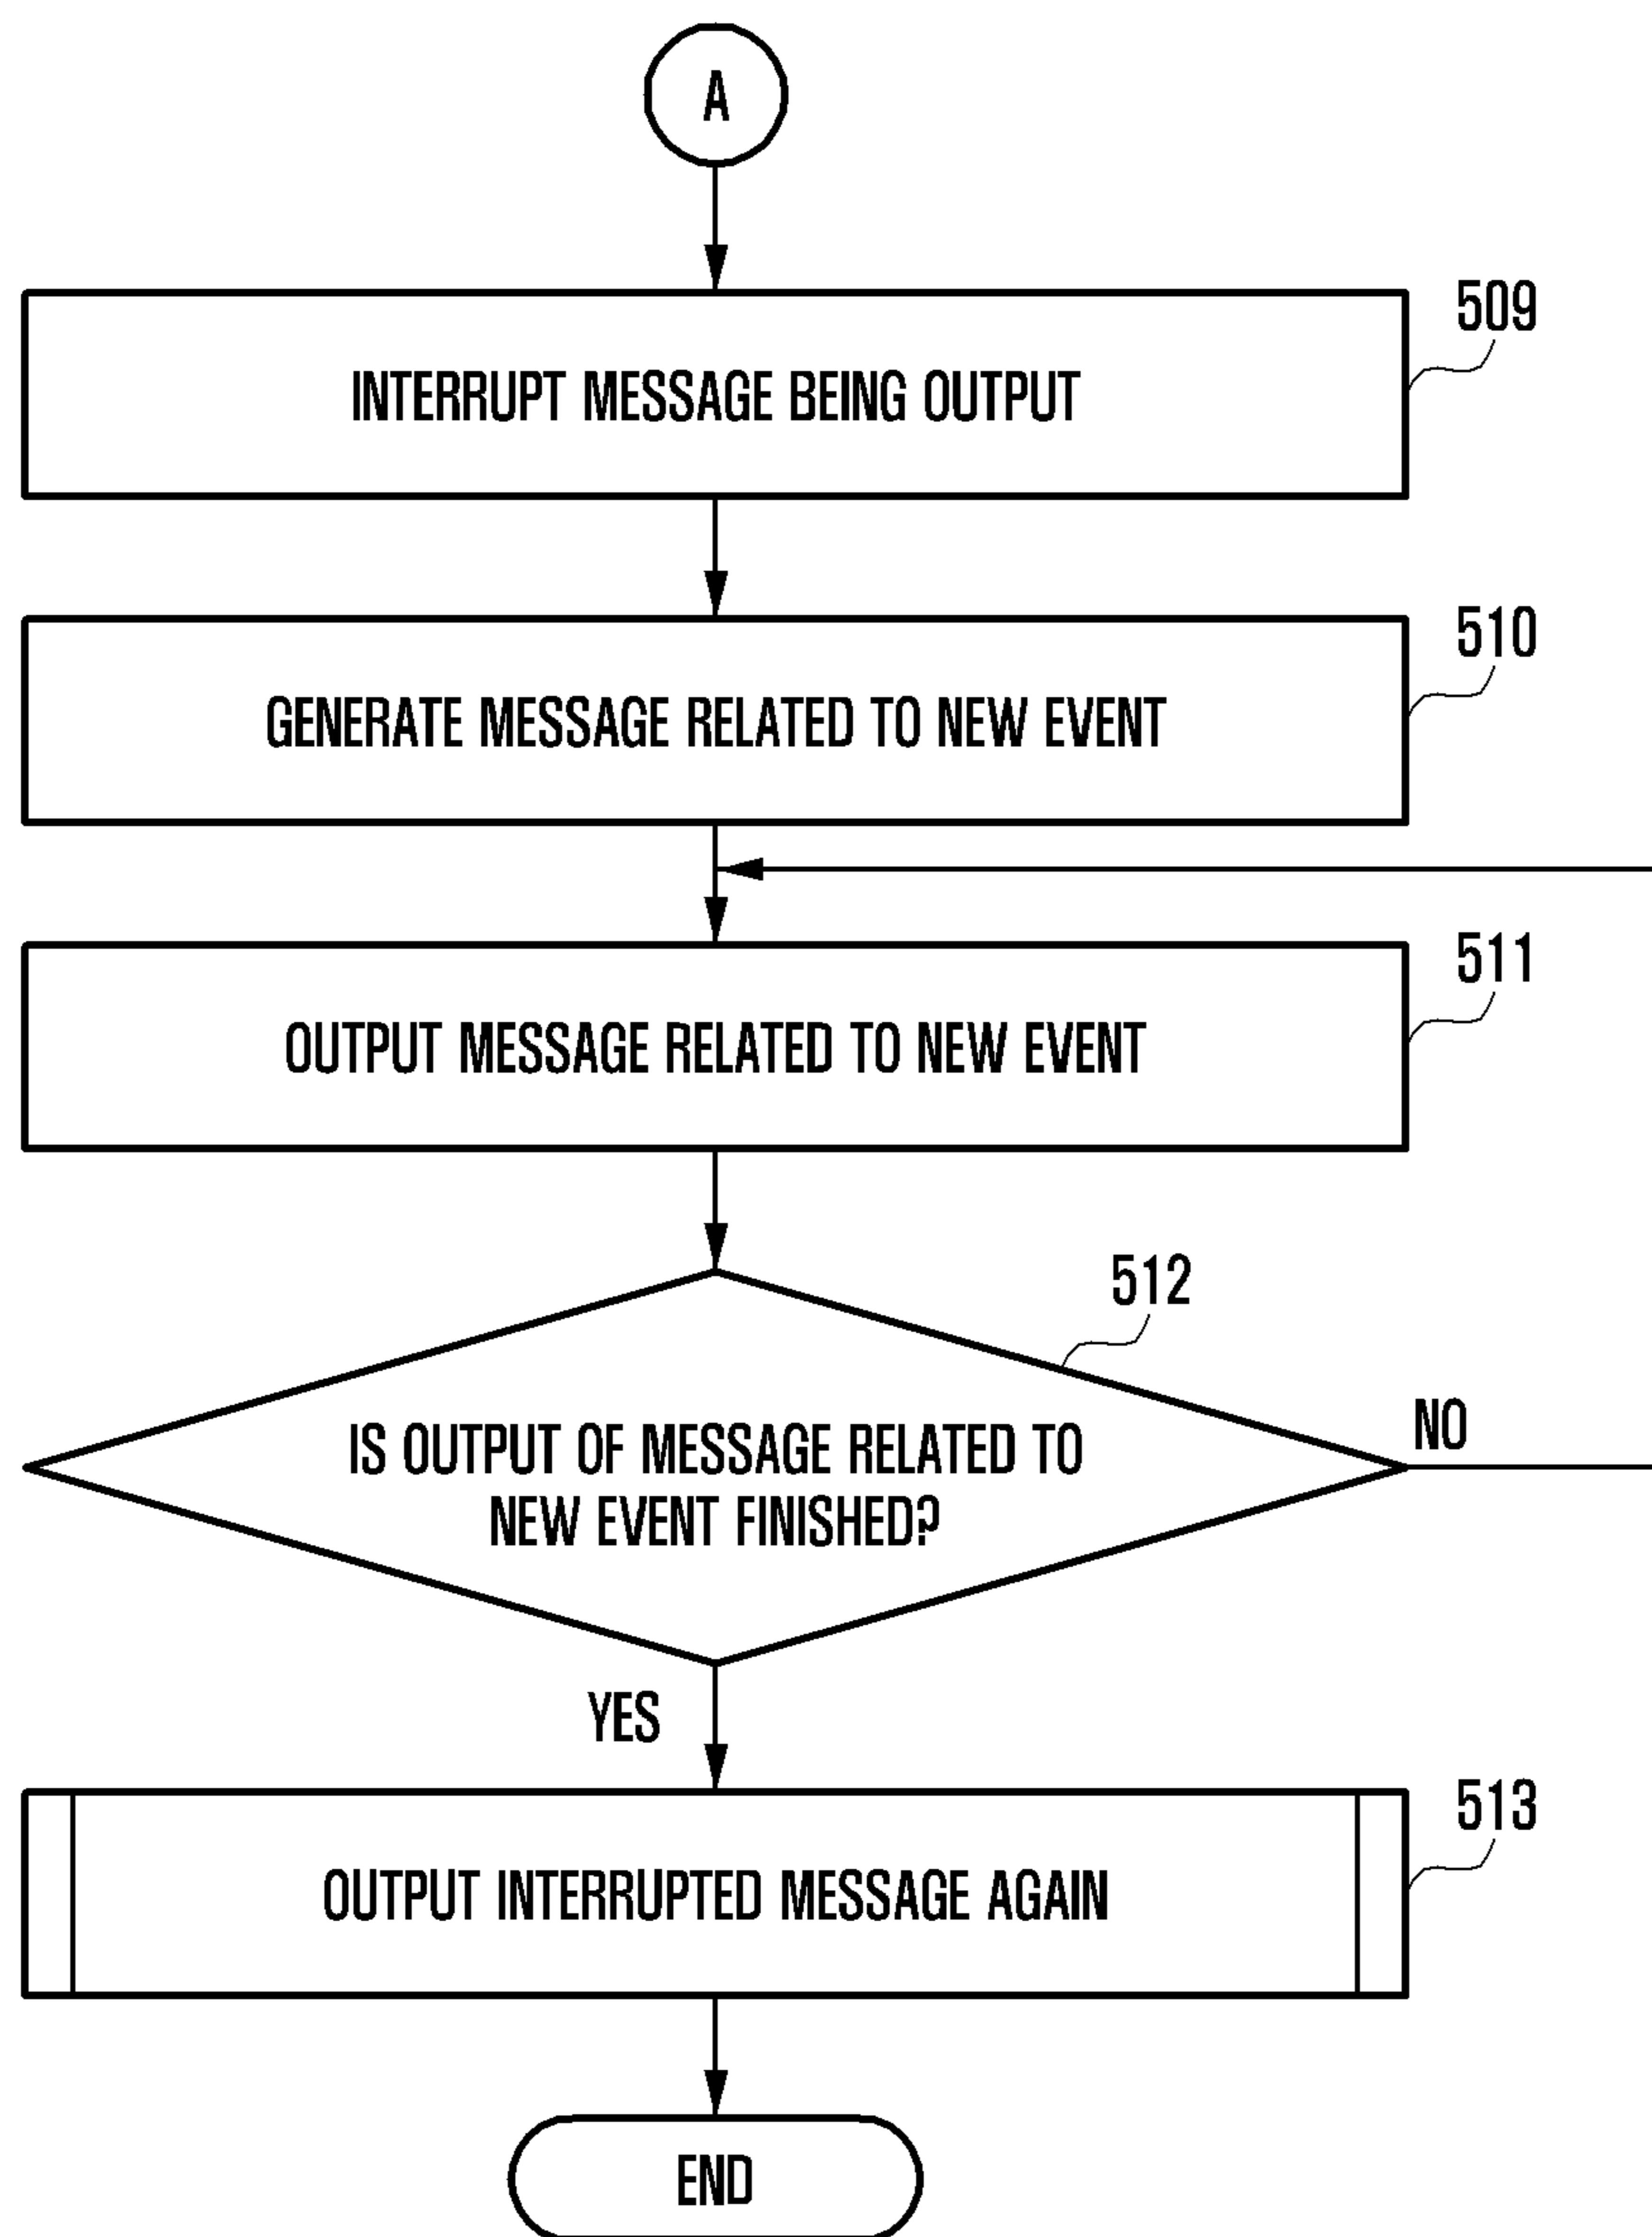 A
509
INTERRUPT MESSAGE BEING OUTPUT
510
GENERATE MESSAGE RELATED TO NEW EVENT
511
OUTPUT MESSAGE RELATED TO NEW EVENT
512
IS OUTPUT OF MESSAGE RELATED TO
NEW EVENT FINISHED?
NO
YES
513
OUTPUT INTERRUPTED MESSAGE AGAIN
END